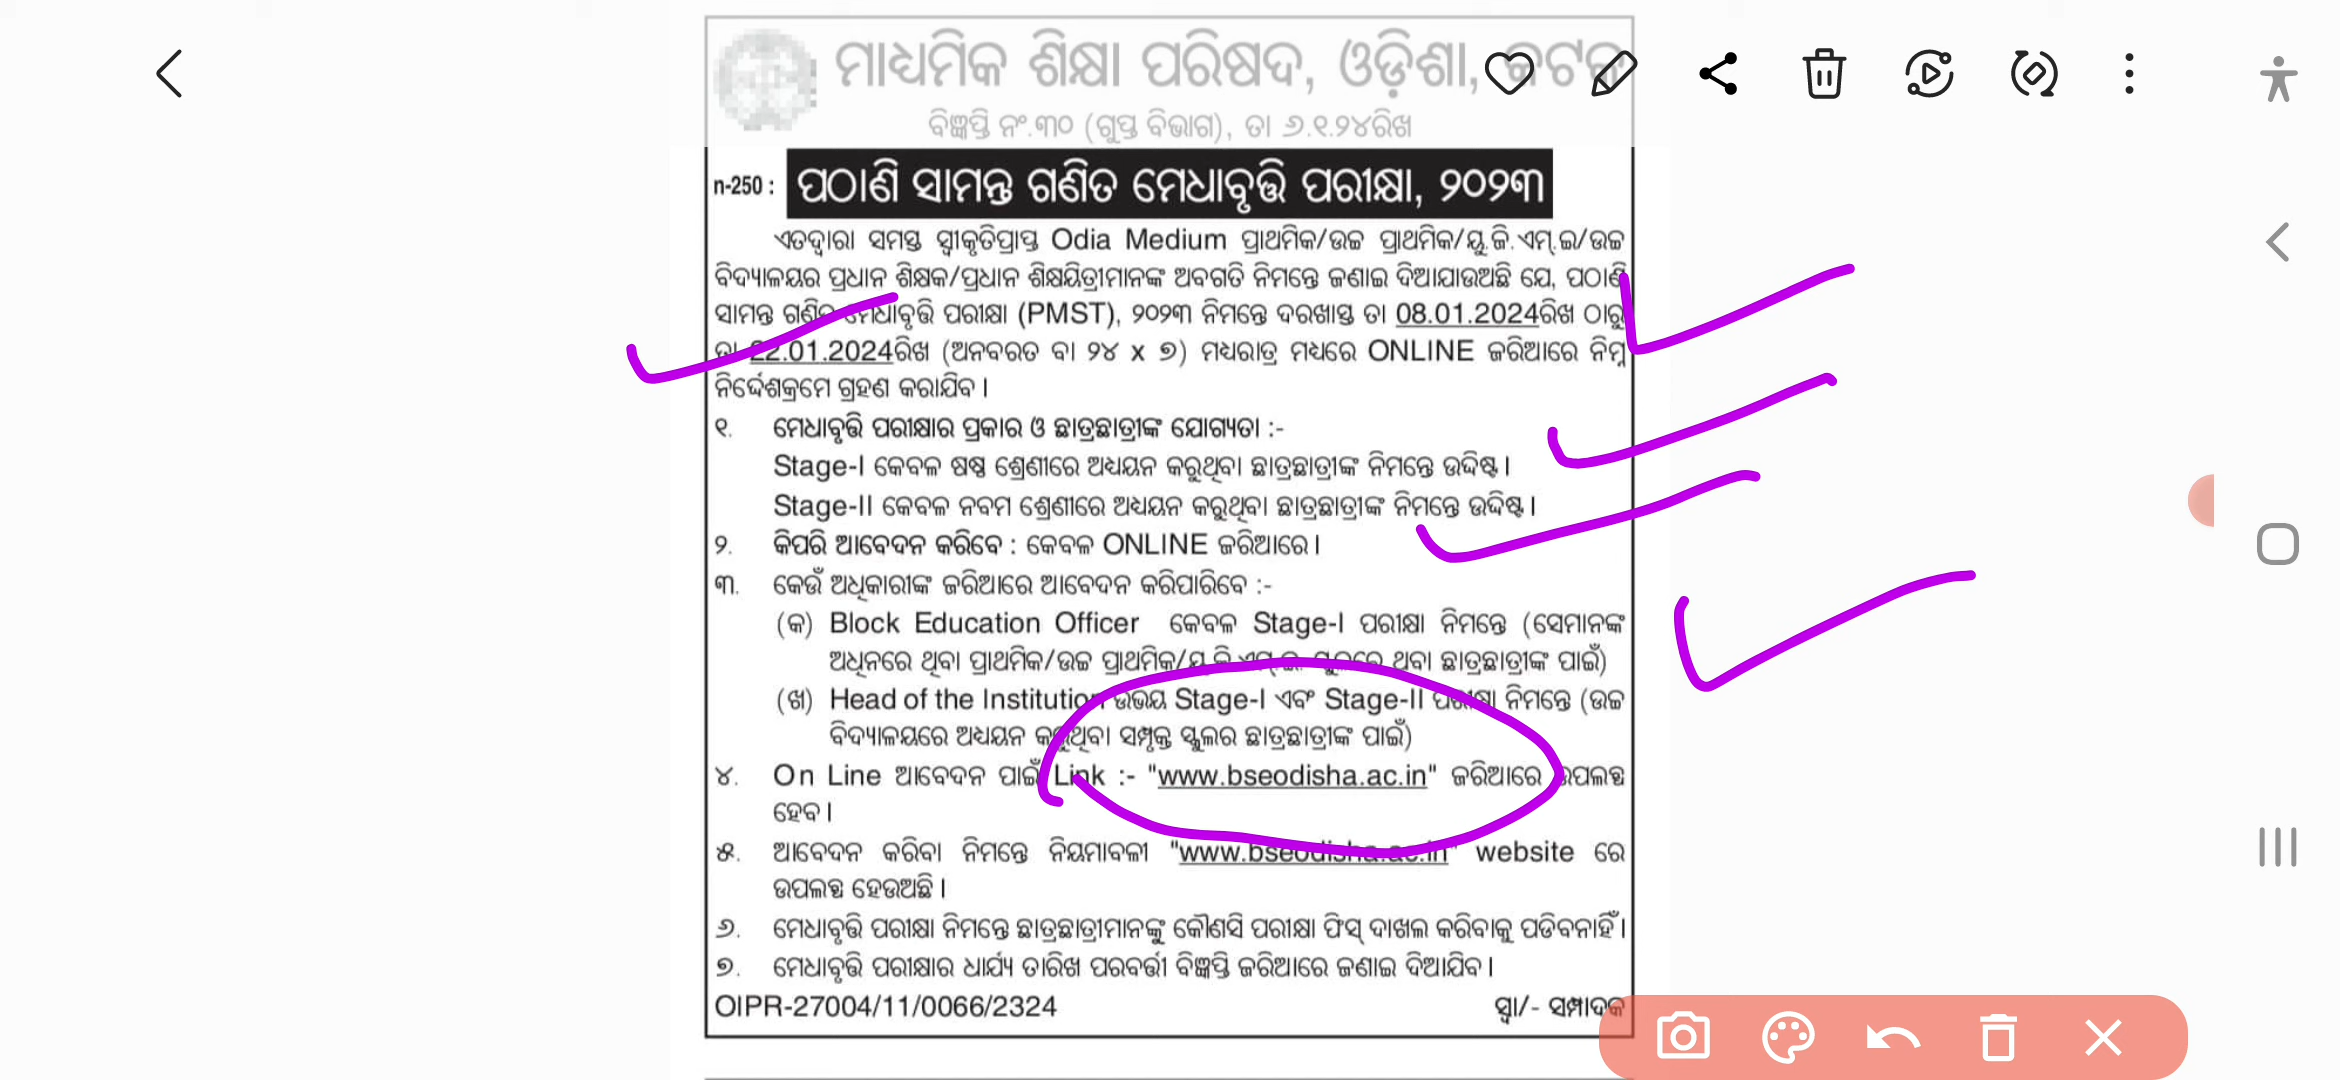 ମାଧ୍ୟମିକ ଶିକ୍ଷା ପରିଷଦ, ଓଡ଼ିଶା, କଟକ
ବିଜ୍ଞପ୍ତି ନଂ.୩୦ (ଗୁପ୍ତ ବିଭାଗ), ତା ୬.୧.୨୪ରିଖ
n-250 : ପଠାଣି ସାମନ୍ତ ଗଣିତ ମେଧାବୃତ୍ତି ପରୀକ୍ଷା, ୨୦୨୩
ଏତଦ୍ୱାରା ସମସ୍ତ ସ୍ୱୀକୃତିପ୍ରାପ୍ତ Odia Medium ପ୍ରାଥମିକ/ଉଚ୍ଚ ପ୍ରାଥମିକ/ୟୁ.ଜି.ଏମ୍.ଇ/ଉଚ୍ଚ
ବିଦ୍ୟାଳୟର ପ୍ରଧାନ ଶିକ୍ଷକ/ପ୍ରଧାନ ଶିକ୍ଷୟିତ୍ରୀମାନଙ୍କ ଅବଗତି ନିମନ୍ତେ ଜଣାଇ ଦିଆଯାଉଅଛି ଯେ, ପଠାଣି
ସାମନ୍ତ ଗଣିତ ମେଧାବୃତ୍ତି ପରୀକ୍ଷା (PMST), ୨୦୨୩ ନିମନ୍ତେ ଦରଖାସ୍ତ ତା 08.01.2024ରିଖ ଠାରୁ
ତା 22.01.2024ରିଖ (ଅନବରତ ବା ୨୪ x ୭) ମଧ୍ୟରାତ୍ର ମଧ୍ୟରେ ONLINE ଜରିଆରେ ନିମ୍ନ
ନିର୍ଦ୍ଦେଶକ୍ରମେ ଗ୍ରହଣ କରାଯିବ ।
୧. ମେଧାବୃତ୍ତି ପରୀକ୍ଷାର ପ୍ରକାର ଓ ଛାତ୍ରଛାତ୍ରୀଙ୍କ ଯୋଗ୍ୟତା :-
Stage-I କେବଳ ଷଷ୍ଠ ଶ୍ରେଣୀରେ ଅଧ୍ୟୟନ କରୁଥିବା ଛାତ୍ରଛାତ୍ରୀଙ୍କ ନିମନ୍ତେ ଉଦ୍ଦିଷ୍ଟ ।
Stage-II କେବଳ ନବମ ଶ୍ରେଣୀରେ ଅଧ୍ୟୟନ କରୁଥିବା ଛାତ୍ରଛାତ୍ରୀଙ୍କ ନିମନ୍ତେ ଉଦ୍ଦିଷ୍ଟ ।
୨. କିପରି ଆବେଦନ କରିବେ : କେବଳ ONLINE ଜରିଆରେ ।
୩. କେଉଁ ଅଧିକାରୀଙ୍କ ଜରିଆରେ ଆବେଦନ କରିପାରିବେ :-
(କ) Block Education Officer କେବଳ Stage-I ପରୀକ୍ଷା ନିମନ୍ତେ (ସେମାନଙ୍କ
ଅଧିନରେ ଥିବା ପ୍ରାଥମିକ/ଉଚ୍ଚ ପ୍ରାଥମିକ/ୟୁ.ଜି.ଏମ୍.ଇ. ସ୍କୁଲରେ ଥିବା ଛାତ୍ରଛାତ୍ରୀଙ୍କ ପାଇଁ)
(ଖ) Head of the Institution ଉଭୟ Stage-I ଏବଂ Stage-II ପରୀକ୍ଷା ନିମନ୍ତେ (ଉଚ୍ଚ
ବିଦ୍ୟାଳୟରେ ଅଧ୍ୟୟନ କରୁଥିବା ସମ୍ପୃକ୍ତ ସ୍କୁଲର ଛାତ୍ରଛାତ୍ରୀଙ୍କ ପାଇଁ)
୪. On Line ଆବେଦନ ପାଇଁ Link :- "www.bseodisha.ac.in" ଜରିଆରେ ଉପଲବ୍ଧ
ହେବ ।
୫. ଆବେଦନ କରିବା ନିମନ୍ତେ ନିୟମାବଳୀ "www.bseodisha.ac.in" website ରେ
ଉପଲବ୍ଧ ହେଉଅଛି ।
୬. ମେଧାବୃତ୍ତି ପରୀକ୍ଷା ନିମନ୍ତେ ଛାତ୍ରଛାତ୍ରୀମାନଙ୍କୁ କୌଣସି ପରୀକ୍ଷା ଫିସ୍ ଦାଖଲ କରିବାକୁ ପଡିବନାହିଁ ।
୭. ମେଧାବୃତ୍ତି ପରୀକ୍ଷାର ଧାର୍ଯ୍ୟ ତାରିଖ ପରବର୍ତ୍ତୀ ବିଜ୍ଞପ୍ତି ଜରିଆରେ ଜଣାଇ ଦିଆଯିବ ।
OIPR-27004/11/0066/2324 ସ୍ୱା/- ସମ୍ପାଦକ